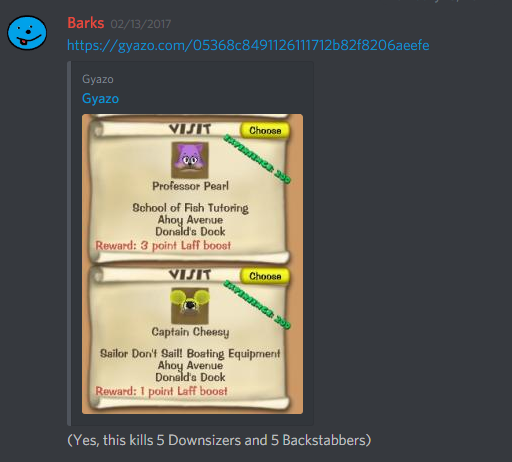 Barks 02/13/2017
https://gyazo.com/05368c8491126111712b82f8206aeefe
Gyazo
Gyazo
VISIT Choose
EXPERIENCE 300
Professor Pearl
School of Fish Tutoring
Ahoy Avenue
Donald's Dock
Reward: 3 point Laff boost
VISIT Choose
EXPERIENCE 300
Captain Cheesy
Sailor Don't Sail! Boating Equipment
Ahoy Avenue
Donald's Dock
Reward: 1 point Laff boost
(Yes, this kills 5 Downsizers and 5 Backstabbers)